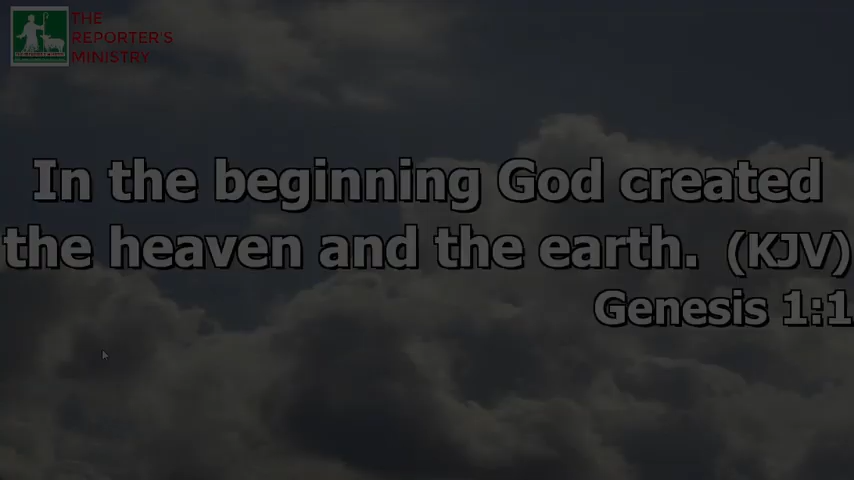 THE
REPORTER'S
MINISTRY
In the beginning God created
the heaven and the earth. (KJV)
Genesis 1:1